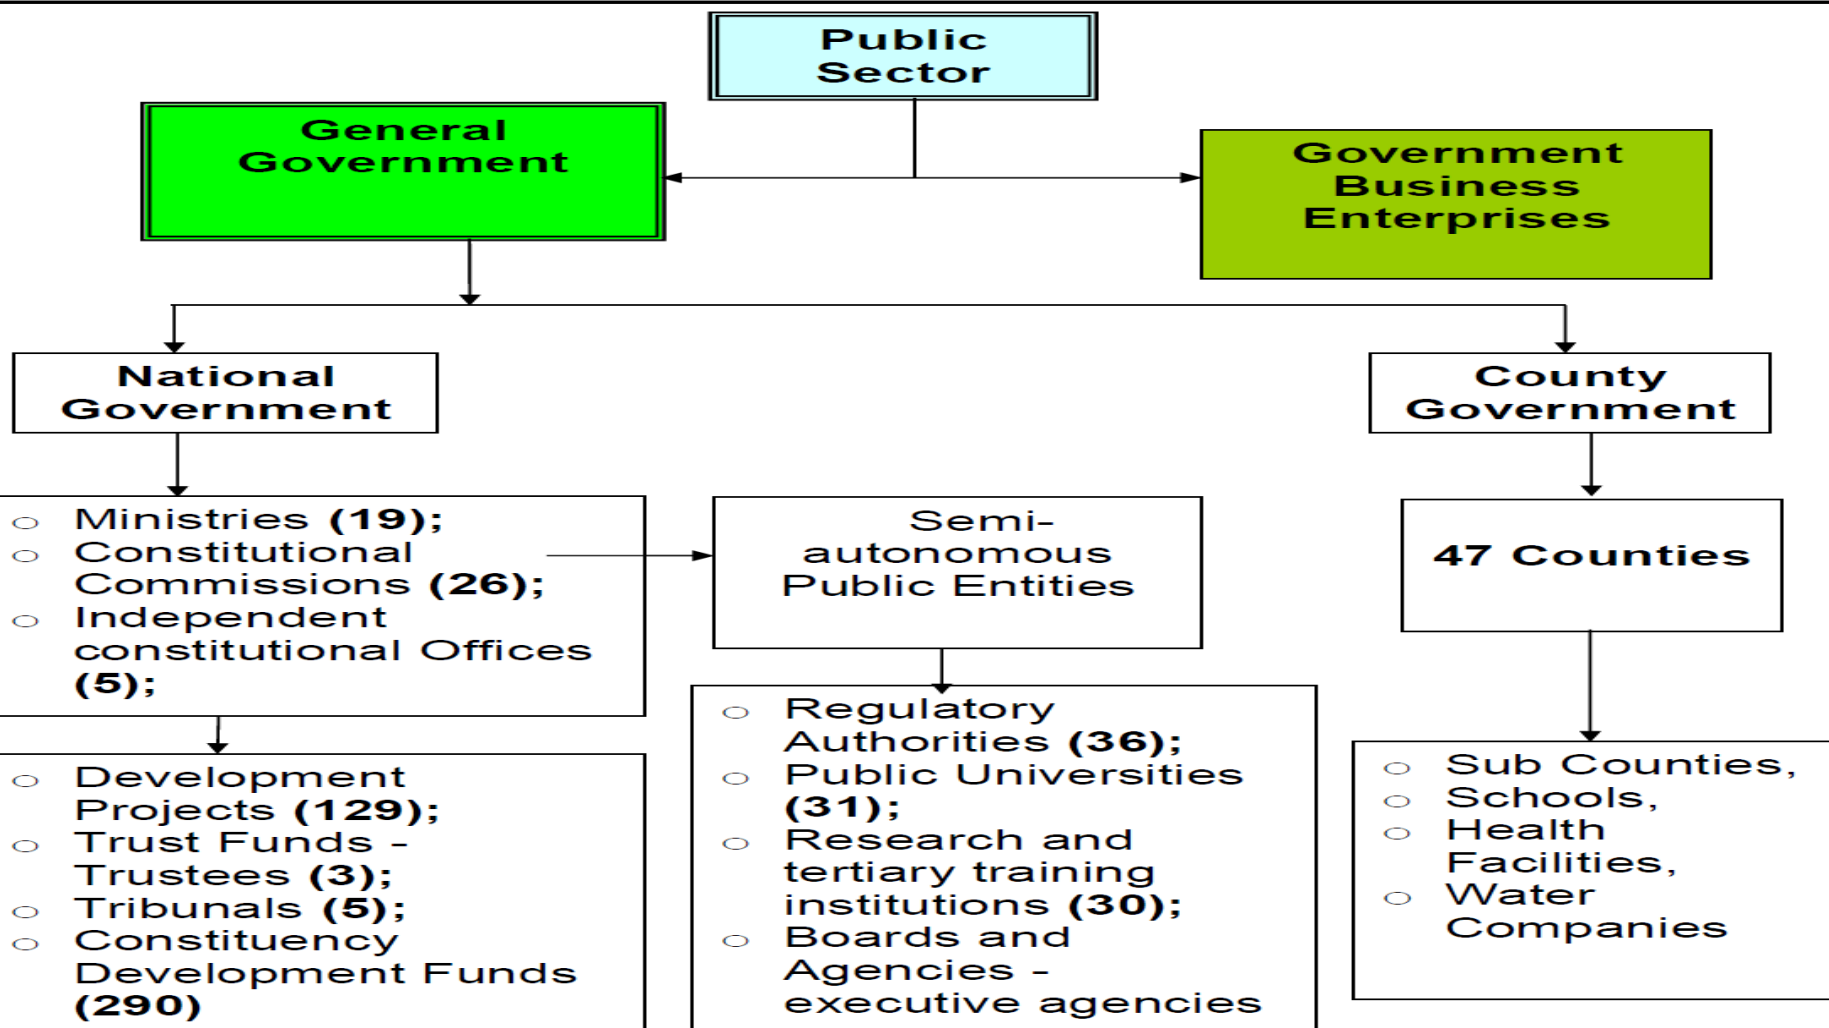 Public
Sector
General
Government
Government
Business
Enterprises
National
Government
County
Government
○ Ministries (19);
○ Constitutional
Commissions (26);
○ Independent
constitutional Offices
(5);
Semi-
autonomous
Public Entities
47 Counties
○ Development
Projects (129);
○ Trust Funds -
Trustees (3);
○ Tribunals (5);
○ Constituency
Development Funds
(290)
○ Regulatory
Authorities (36);
○ Public Universities
(31);
○ Research and
tertiary training
institutions (30);
○ Boards and
Agencies -
executive agencies
○ Sub Counties,
○ Schools,
○ Health
Facilities,
○ Water
Companies